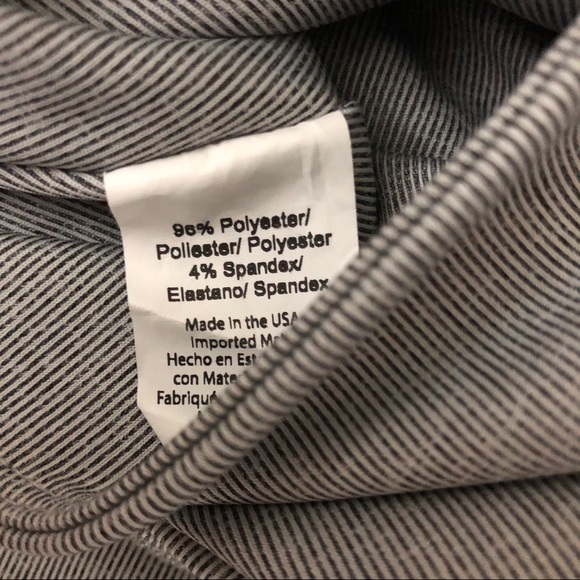 96% Polyester/
Poliester/ Polyester
4% Spandex/
Elastano/ Spandex
Made in the USA
Imported
Hecho en
con